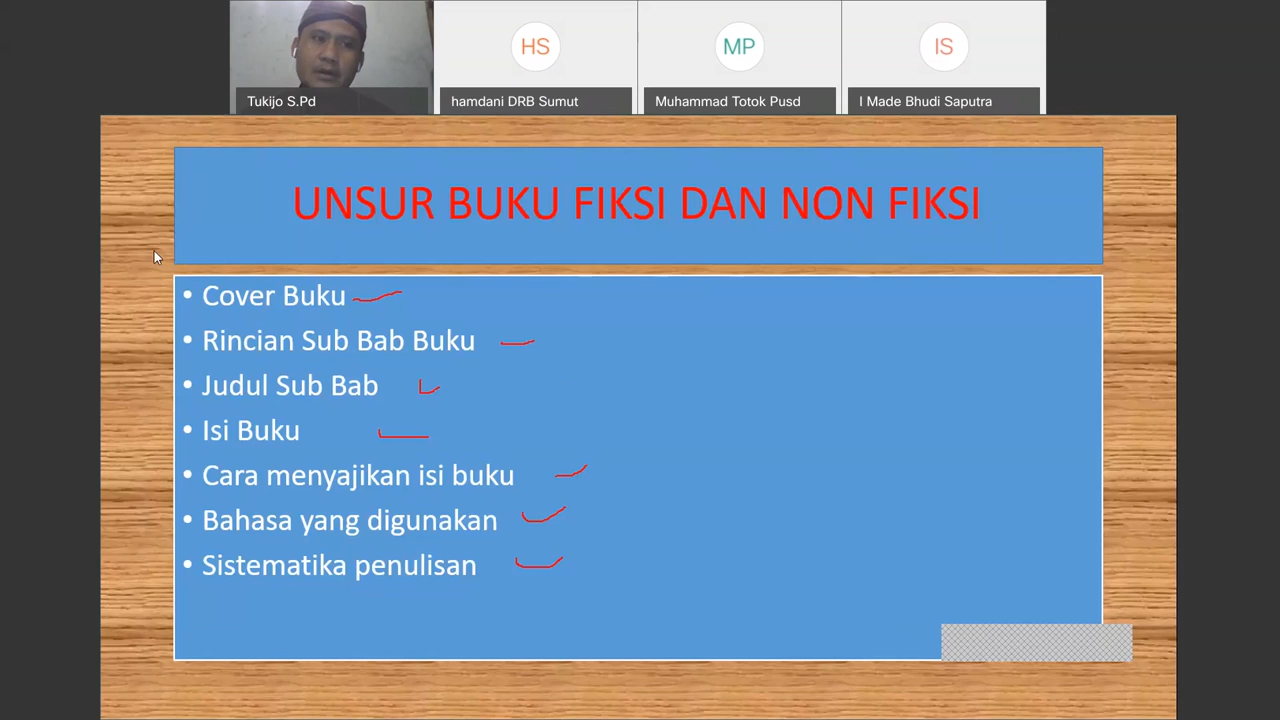 HS
MP
IS
Tukijo S.Pd
hamdani DRB Sumut
Muhammad Totok Pusd
I Made Bhudi Saputra
UNSUR BUKU FIKSI DAN NON FIKSI
• Cover Buku
• Rincian Sub Bab Buku
• Judul Sub Bab
• Isi Buku
• Cara menyajikan isi buku
• Bahasa yang digunakan
• Sistematika penulisan